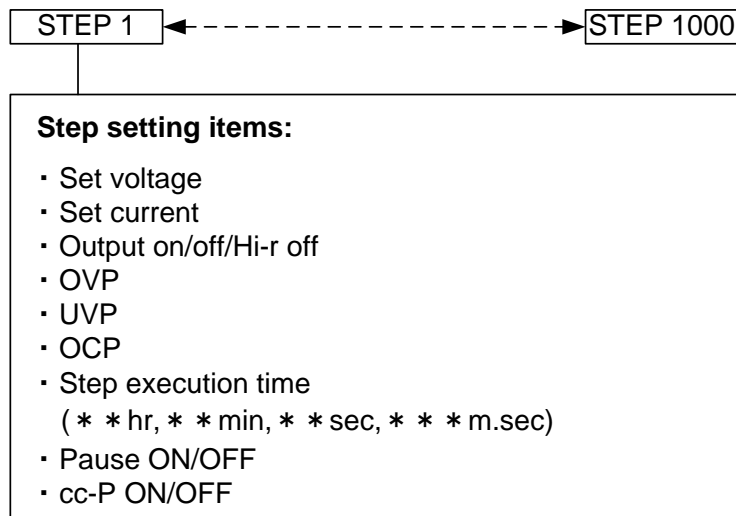 STEP 1 STEP 1000
Step setting items:
・Set voltage
・Set current
・Output on/off/Hi-r off
・OVP
・UVP
・OCP
・Step execution time
(＊＊hr,＊＊min,＊＊sec,＊＊＊m.sec)
・Pause ON/OFF
・cc-P ON/OFF